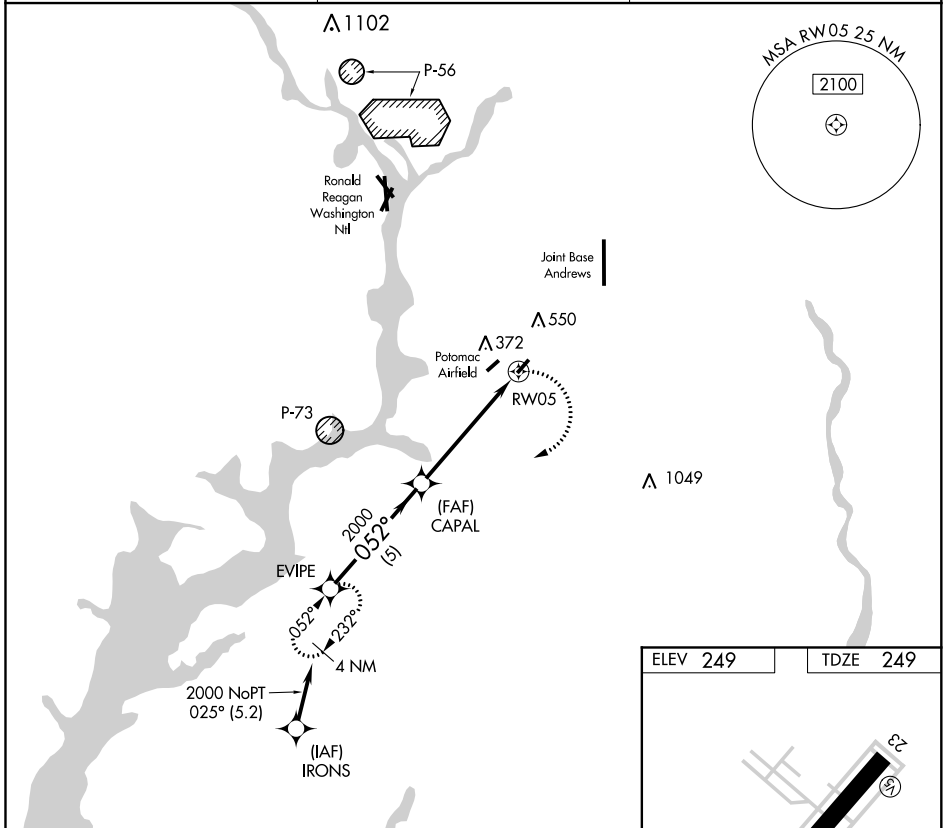 1102
P-56
MSA RW05 25 NM
2100
Ronald
Reagan
Washington
Ntl
Joint Base
Andrews
550
372
Potomac
Airfield
RW05
P-73
1049
(FAF)
CAPAL
2000
052°
(5)
EVIPE
052°
232°
4 NM
2000 NoPT
025° (5.2)
(IAF)
IRONS
ELEV 249
TDZE 249
23
V5